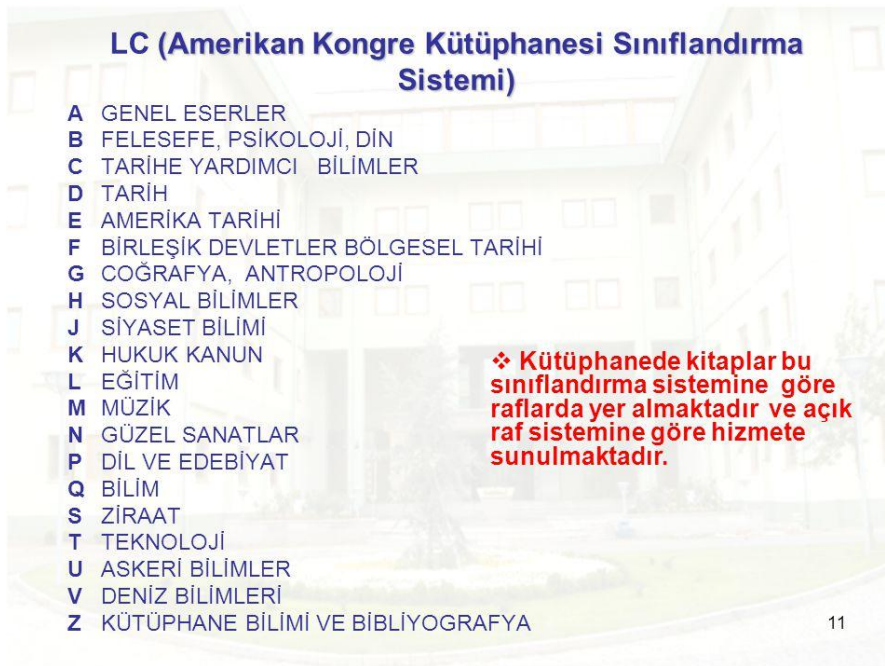 LC (Amerikan Kongre Kütüphanesi Sınıflandırma
Sistemi)
A GENEL ESERLER
B FELESEFE, PSİKOLOJİ, DİN
C TARİHE YARDIMCI BİLİMLER
D TARİH
E AMERİKA TARİHİ
F BİRLEŞİK DEVLETLER BÖLGESEL TARİHİ
G COĞRAFYA, ANTROPOLOJİ
H SOSYAL BİLİMLER
J SİYASET BİLİMİ
K HUKUK KANUN
L EĞİTİM
M MÜZİK
N GÜZEL SANATLAR
P DİL VE EDEBİYAT
Q BİLİM
S ZİRAAT
T TEKNOLOJİ
U ASKERİ BİLİMLER
V DENİZ BİLİMLERİ
Z KÜTÜPHANE BİLİMİ VE BİBLİYOGRAFYA
❖ Kütüphanede kitaplar bu
sınıflandırma sistemine göre
raflarda yer almaktadır ve açık
raf sistemine göre hizmete
sunulmaktadır.
11